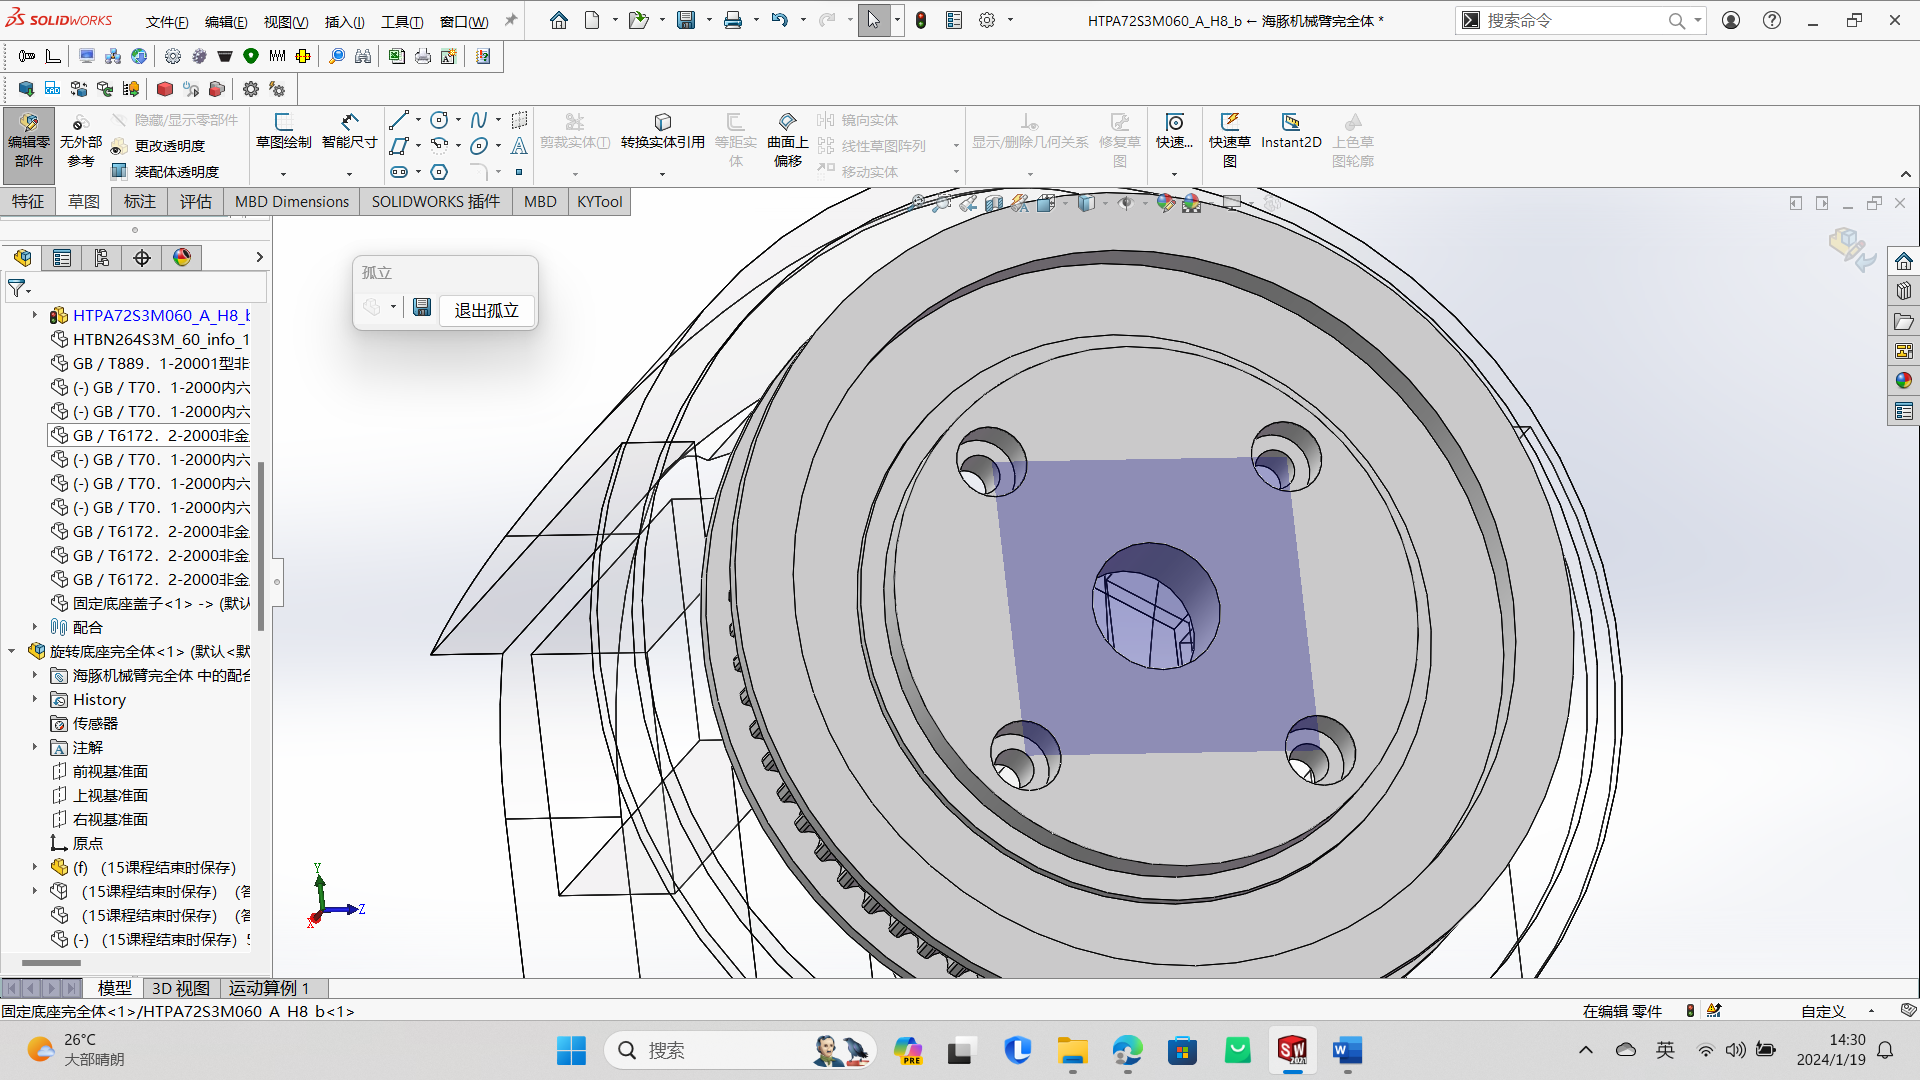 SOLIDWORKS 文件(F) 编辑(E) 视图(V) 插入(I) 工具(T) 窗口(W)
HTPA72S3M060_A_H8_b ← 海豚机械臂完全体 *
搜索命令
编辑零部件
无外部参考
隐藏/显示零部件
更改透明度
装配体透明度
草图绘制
智能尺寸
剪裁实体(T)
转换实体引用
等距实体
曲面上偏移
镜向实体
线性草图阵列
移动实体
显示/删除几何关系
修复草图
快速...
快速草图
Instant2D
上色草图轮廓
特征 草图 标注 评估 MBD Dimensions SOLIDWORKS 插件 MBD KYTool
孤立
退出孤立
HTPA72S3M060_A_H8_b
HTBN264S3M_60_info_1
GB / T889．1-20001型非
(-) GB / T70．1-2000内六
(-) GB / T70．1-2000内六
GB / T6172．2-2000非金
(-) GB / T70．1-2000内六
(-) GB / T70．1-2000内六
(-) GB / T70．1-2000内六
GB / T6172．2-2000非金
GB / T6172．2-2000非金
GB / T6172．2-2000非金
固定底座盖子<1> -> (默认
配合
旋转底座完全体<1> (默认<默
海豚机械臂完全体 中的配合
History
传感器
注解
前视基准面
上视基准面
右视基准面
原点
(f) （15课程结束时保存）
（15课程结束时保存）（答
（15课程结束时保存）（答
(-) （15课程结束时保存）5
Y
Z
X
模型 3D 视图 运动算例 1
固定底座完全体<1>/HTPA72S3M060_A_H8_b<1>
在编辑 零件
自定义
26°C
大部晴朗
搜索
PRE
SW
2021
W
英
14:30
2024/1/19